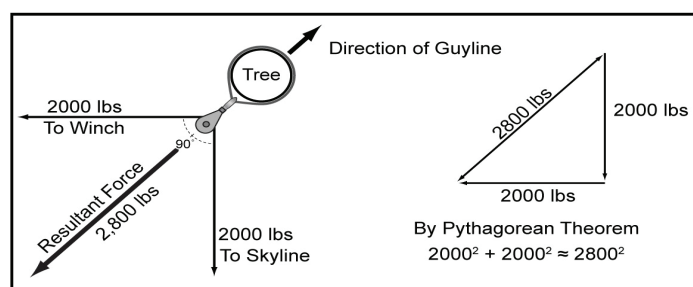 Direction of Guyline
Tree
2000 lbs
To Winch
90°
Resultant Force
2,800 lbs
2000 lbs
To Skyline
2800 lbs
2000 lbs
2000 lbs
By Pythagorean Theorem
2000² + 2000² ≈ 2800²